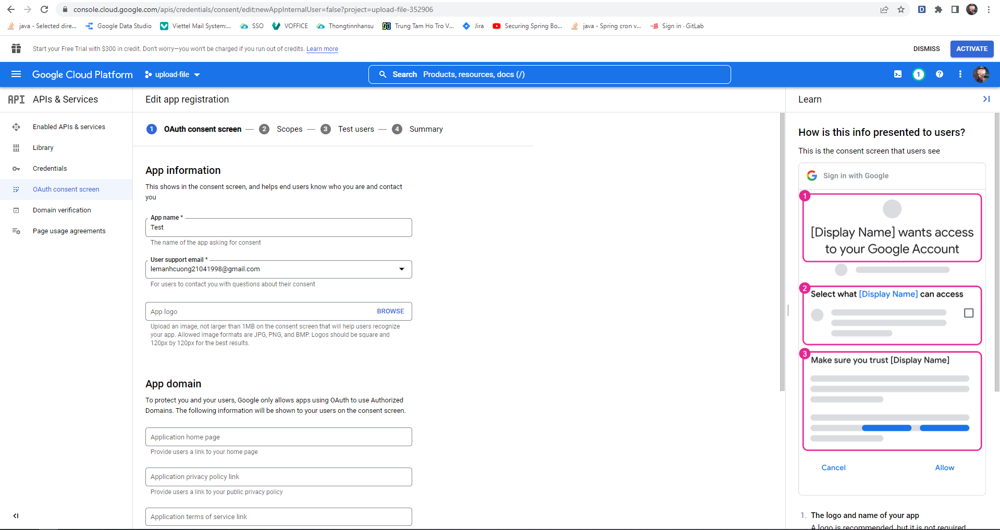 console.cloud.google.com/apis/credentials/consent/edit;newAppInternalUser=false?project=upload-file-352906
java - Selected dire... Google Data Studio Viettel Mail System:... SSO VOFFICE Thongtinnhansu Trung Tam Ho Tro V... Jira Securing Spring Bo... java - Spring cron v... Sign in · GitLab
Start your Free Trial with $300 in credit. Don't worry—you won't be charged if you run out of credits. Learn more DISMISS ACTIVATE
Google Cloud Platform upload-file Search Products, resources, docs (/) 1
API APIs & Services
Enabled APIs & services
Library
Credentials
OAuth consent screen
Domain verification
Page usage agreements
Edit app registration
1 OAuth consent screen — 2 Scopes — 3 Test users — 4 Summary
App information
This shows in the consent screen, and helps end users know who you are and contact
you
App name *
Test
The name of the app asking for consent
User support email *
lemanhcuong21041998@gmail.com
For users to contact you with questions about their consent
App logo BROWSE
Upload an image, not larger than 1MB on the consent screen that will help users recognize
your app. Allowed image formats are JPG, PNG, and BMP. Logos should be square and
120px by 120px for the best results.
App domain
To protect you and your users, Google only allows apps using OAuth to use Authorized
Domains. The following information will be shown to your users on the consent screen.
Application home page
Provide users a link to your home page
Application privacy policy link
Provide users a link to your public privacy policy
Application terms of service link
Learn
How is this info presented to users?
This is the consent screen that users see
Sign in with Google
1
[Display Name] wants access
to your Google Account
2
Select what [Display Name] can access
3
Make sure you trust [Display Name]
Cancel Allow
1. The logo and name of your app
A logo is recommended, but it is not required